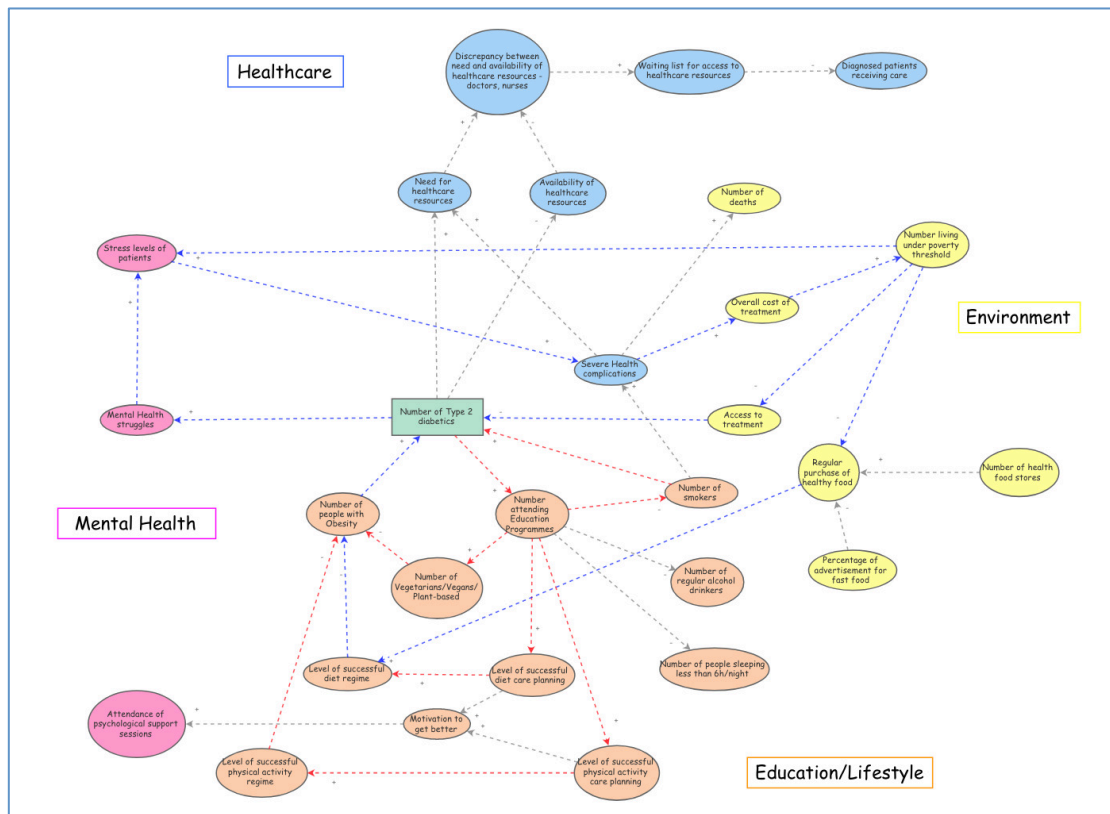 Healthcare
Discrepancy between
need and availability of
healthcare resources -
doctors, nurses
+
Waiting list for access to
healthcare resources
-
Diagnosed patients
receiving care
+
-
Need for
healthcare
resources
Availability of
healthcare
resources
Number of
deaths
+
+
-
+
Number living
under poverty
threshold
Stress levels of
patients
+
+
+
Overall cost of
treatment
Environment
+
+
+
Severe Health
complications
+
-
-
Mental Health
struggles
+
Number of Type 2
diabetics
-
Access to
treatment
+
+
+
Regular
purchase of
healthy food
+
Number of health
food stores
Number of
smokers
Number of
people with
Obesity
Number
attending
Education
Programmes
-
-
-
Mental Health
-
-
+
Number of
Vegetarians/Vegans/
Plant-based
-
Number of
regular alcohol
drinkers
Percentage of
advertisement for
fast food
+
-
Level of successful
diet regime
+
+
Level of successful
diet care planning
Number of people sleeping
less than 6h/night
Attendance of
psychological support
sessions
+
Motivation to
get better
+
+
+
Level of successful
physical activity
regime
+
Level of successful
physical activity
care planning
Education/Lifestyle